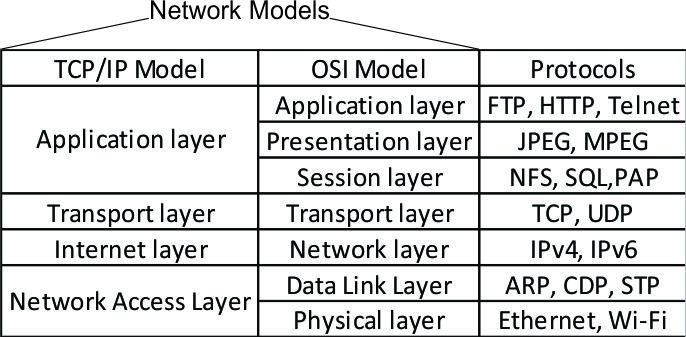 Network Models
TCP/IP Model OSI Model Protocols
Application layer
Application layer FTP, HTTP, Telnet
Presentation layer JPEG, MPEG
Session layer NFS, SQL,PAP
Transport layer Transport layer TCP, UDP
Internet layer Network layer IPv4, IPv6
Network Access Layer
Data Link Layer ARP, CDP, STP
Physical layer Ethernet, Wi-Fi